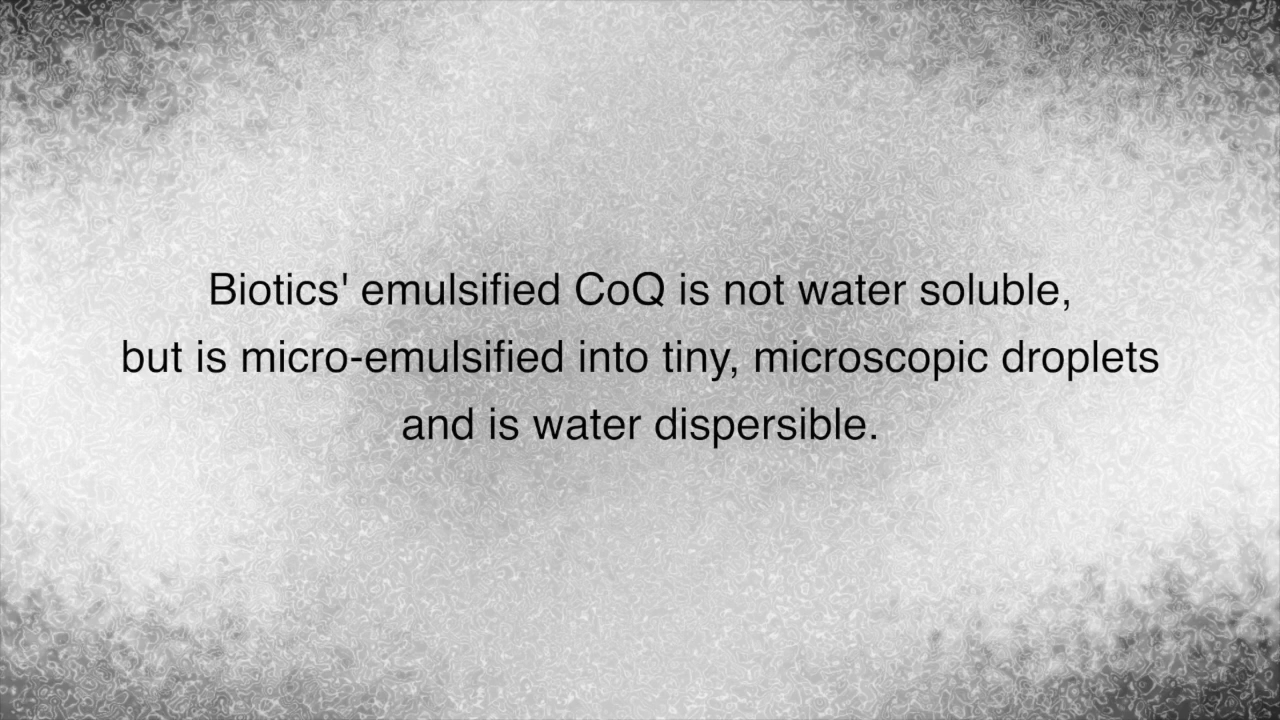 Biotics' emulsified CoQ is not water soluble,
but is micro-emulsified into tiny, microscopic droplets
and is water dispersible.